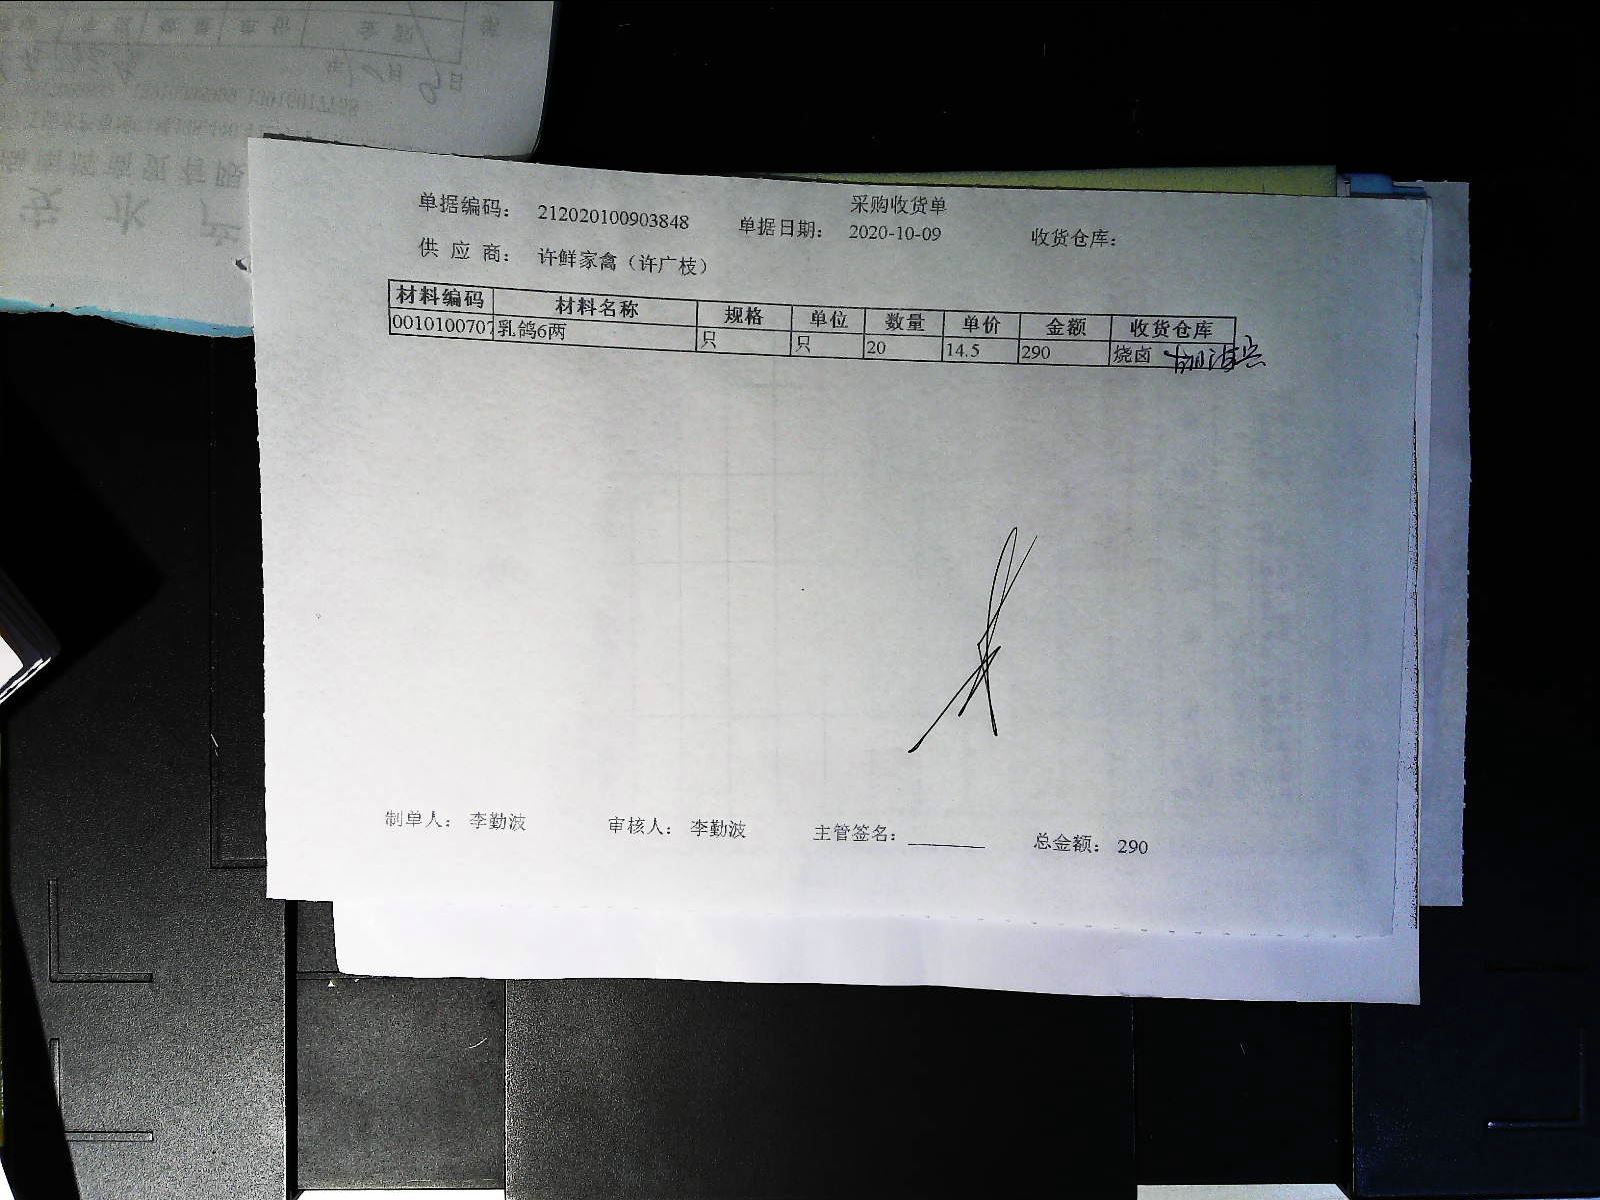 采购收货单
单据编码： 212020100903848 单据日期： 2020-10-09 收货仓库：
供 应 商： 许鲜家禽（许广枝）
材料编码 材料名称 规格 单位 数量 单价 金额 收货仓库
0010100707 乳鸽6两 只 只 20 14.5 290 烧卤
制单人： 李勤波 审核人： 李勤波 主管签名： 总金额： 290